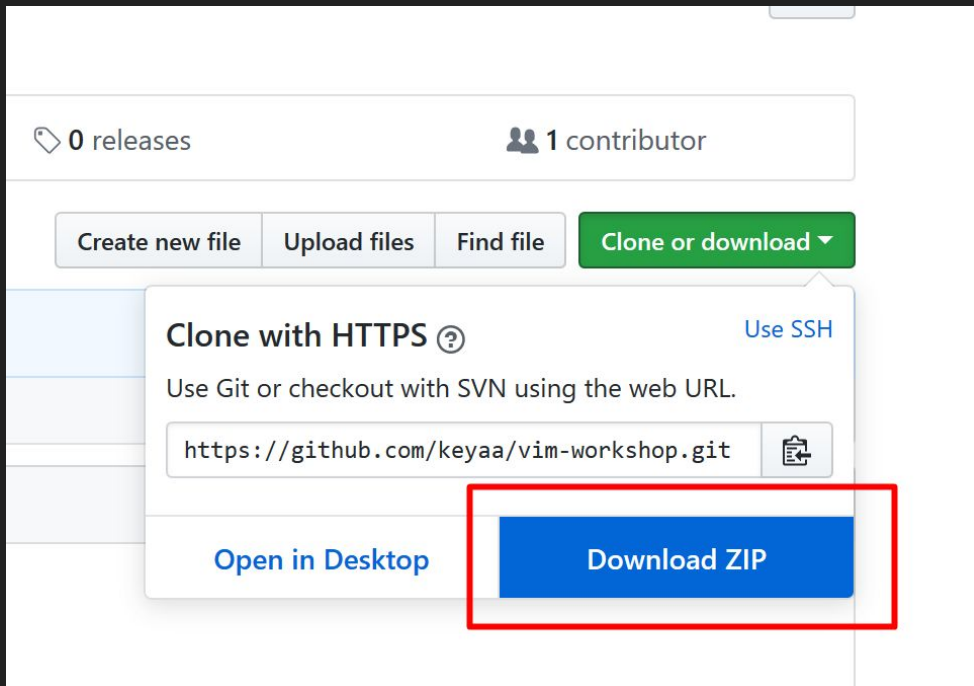 0 releases
1 contributor
Create new file
Upload files
Find file
Clone or download
Clone with HTTPS ?
Use SSH
Use Git or checkout with SVN using the web URL.
https://github.com/keyaa/vim-workshop.git
Open in Desktop
Download ZIP